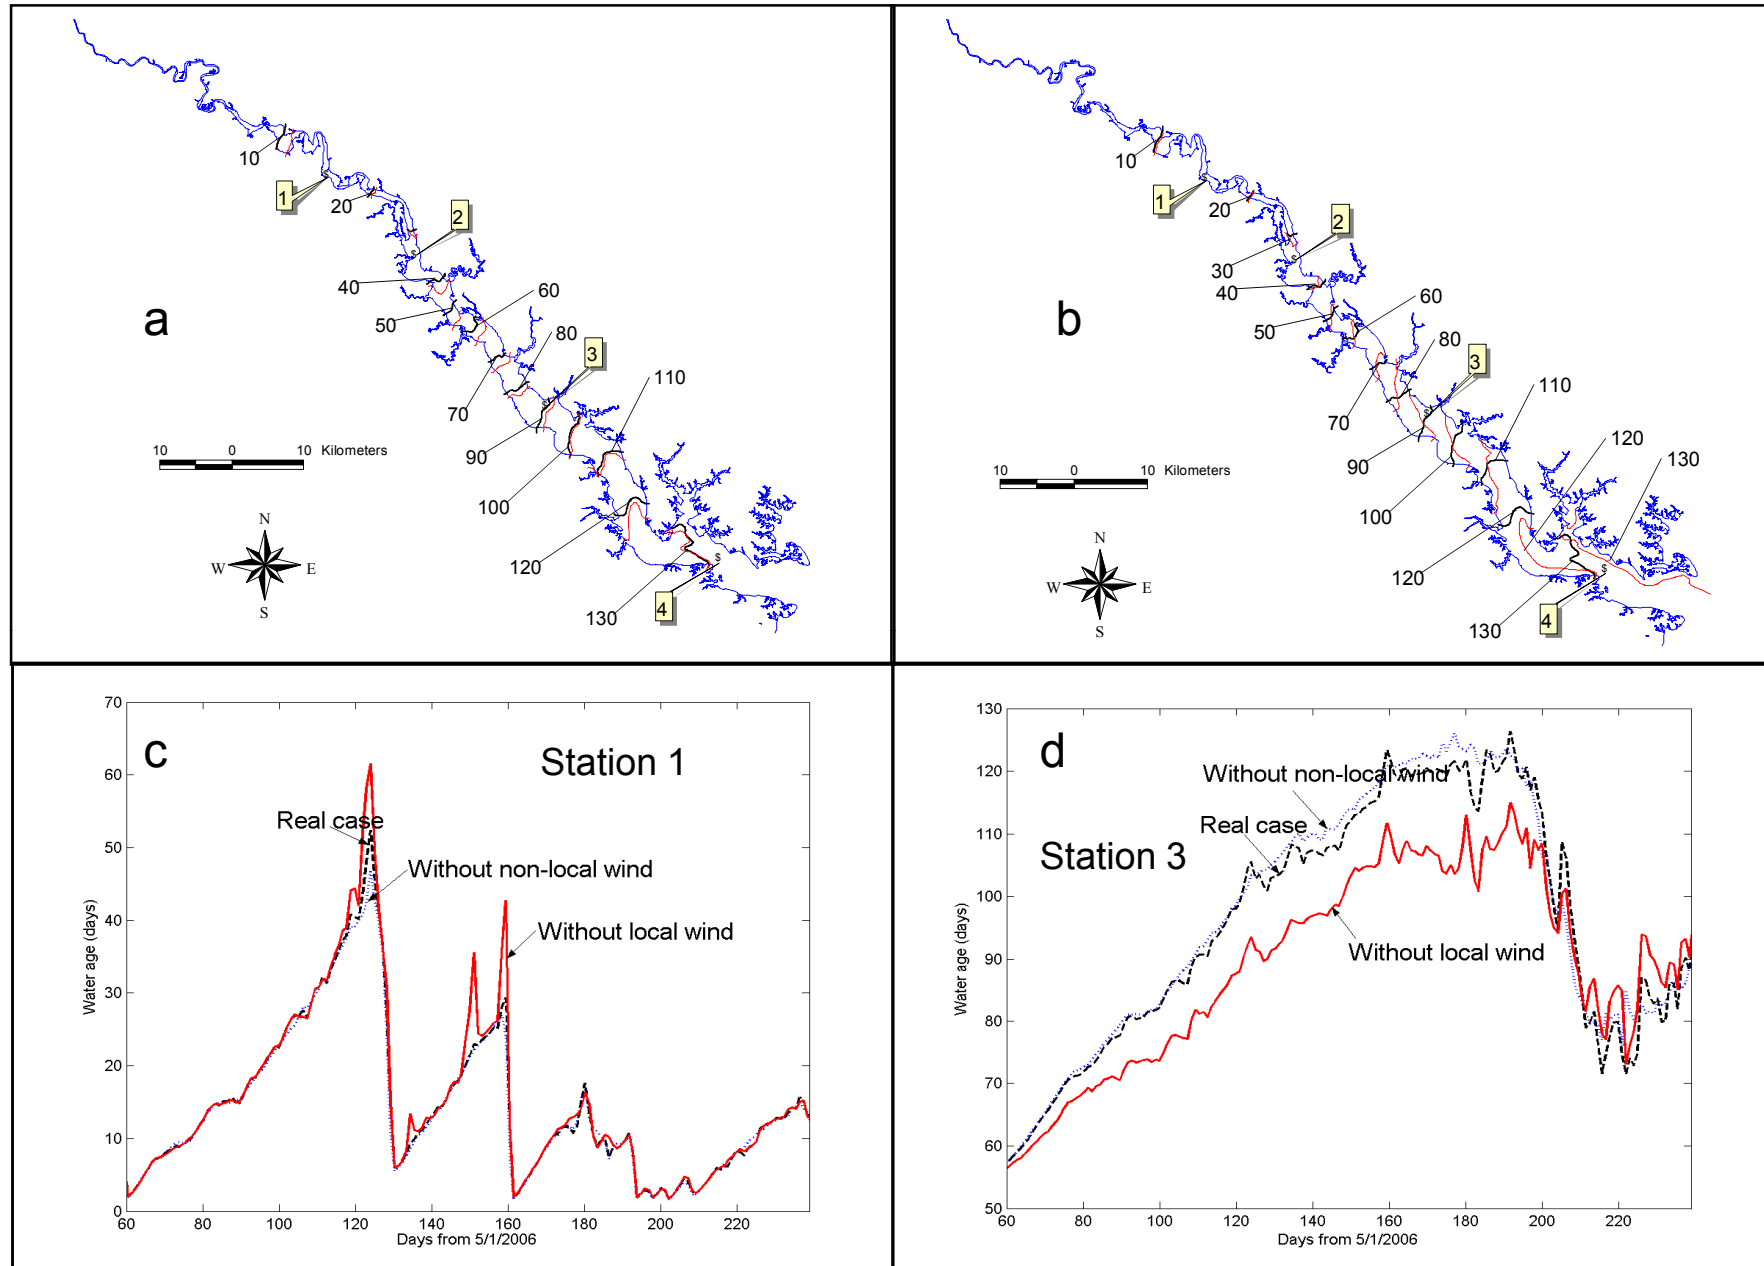 10
1
20
2
40
50
60
80
3
70
110
90
100
120
130
4
a
10 0 10 Kilometers
N
W E
S
10
1
20
2
30
40
50
60
80
3
70
110
90
100
120
130
120
130
4
b
10 0 10 Kilometers
N
W E
S
c
Station 1
Real case
Without non-local wind
Without local wind
Water age (days)
70
60
50
40
30
20
10
0
60 80 100 120 140 160 180 200 220
Days from 5/1/2006
d
Station 3
Without non-local wind
Real case
Without local wind
Water age (days)
130
120
110
100
90
80
70
60
50
60 80 100 120 140 160 180 200 220
Days from 5/1/2006